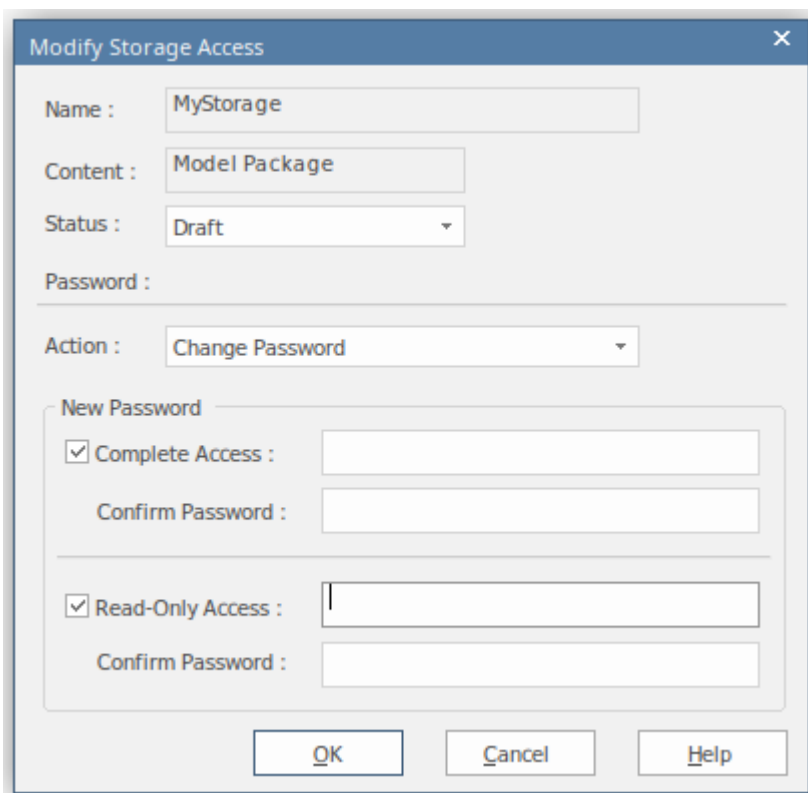 Modify Storage Access
Name : MyStorage
Content : Model Package
Status : Draft
Password :
Action : Change Password
New Password
Complete Access :
Confirm Password :
Read-Only Access :
Confirm Password :
OK Cancel Help